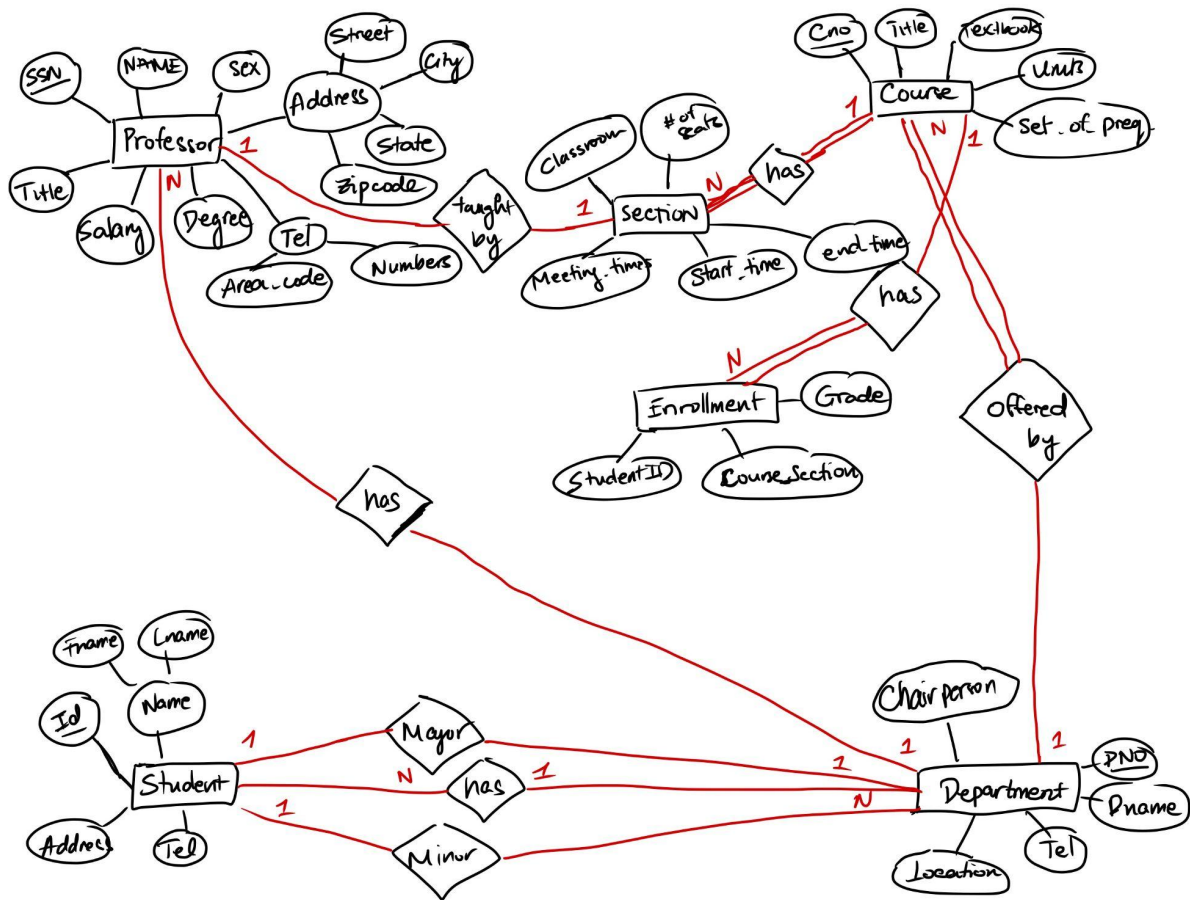 Street
City
SSN
NAME
Sex
Address
State
Zipcode
Professor
1
N
Title
Salary
Degree
Tel
Area_code
Numbers
taught
by
1
Classroom
# of
seats
Section
N
has
1
Meeting_times
Start_time
end_time
Cno
Title
Textbook
Units
Course
Set_of_preq.
N
1
has
N
Enrollment
Grade
StudentID
Course_Section
Offered
by
has
Fname
Lname
Name
Id
Student
Address
Tel
1
Mayor
1
N
has
1
1
Minor
N
Chairperson
1
1
Department
DNO
Dname
Tel
Location